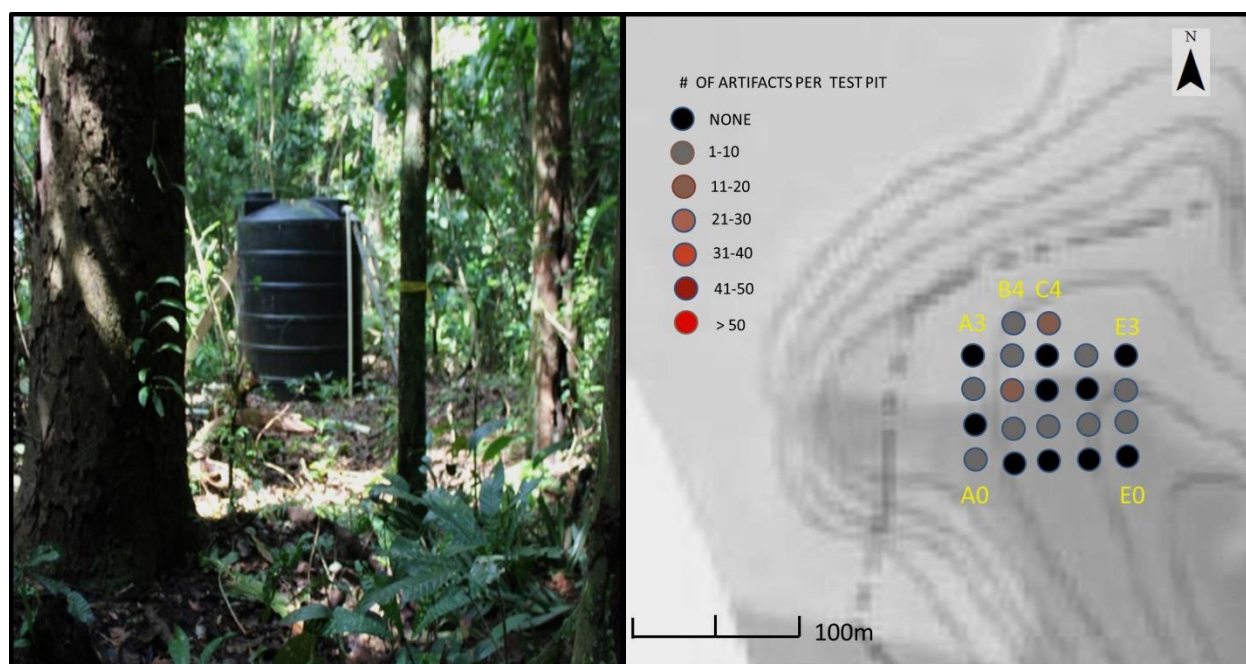 N
# OF ARTIFACTS PER TEST PIT
NONE
1-10
11-20
21-30
31-40
41-50
> 50
B4 C4
A3 E3
A0 E0
100m